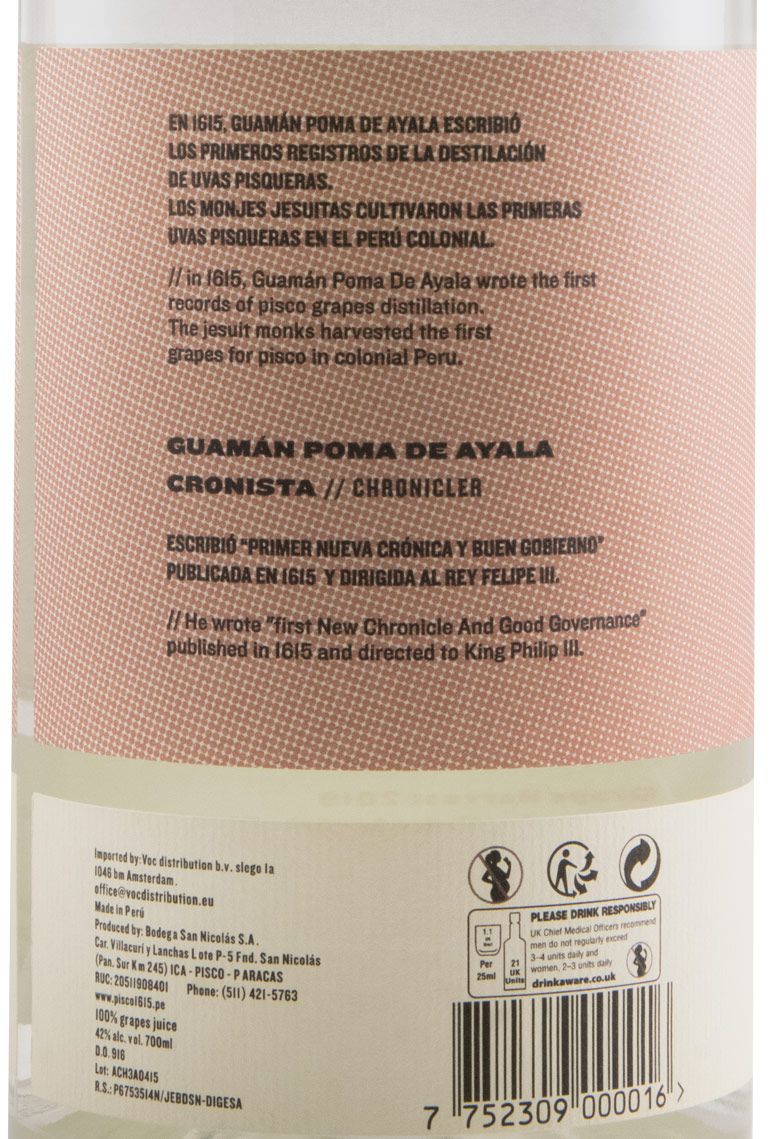 EN 1615, GUAMÁN POMA DE AYALA ESCRIBIÓ
LOS PRIMEROS REGISTROS DE LA DESTILACIÓN
DE UVAS PISQUERAS.
LOS MONJES JESUITAS CULTIVARON LAS PRIMERAS
UVAS PISQUERAS EN EL PERÚ COLONIAL.
// in 1615, Guamán Poma De Ayala wrote the first
records of pisco grapes distillation.
The jesuit monks harvested the first
grapes for pisco in colonial Peru.
GUAMÁN POMA DE AYALA
CRONISTA // CHRONICLER
ESCRIBIÓ "PRIMER NUEVA CRÓNICA Y BUEN GOBIERNO"
PUBLICADA EN 1615 Y DIRIGIDA AL REY FELIPE III.
// He wrote "first New Chronicle And Good Governance"
published in 1615 and directed to King Philip III.
Imported by: Voc distribution b.v. slego 1a
1046 bm Amsterdam.
office@vocdistribution.eu
Made in Perú
Produced by: Bodega San Nicolás S.A.
Car. Villacurí y Lanchas Lote P-5 Fnd. San Nicolás
(Pan. Sur Km 245) ICA - PISCO - PARACAS
RUC: 20511908401 Phone: (511) 421-5763
www.pisco1615.pe
100% grapes juice
42% alc. vol. 700ml
D.O. 916
Lot: ACH3A0415
R.S.: P6753514N/JEBDSN-DIGESA
PLEASE DRINK RESPONSIBLY
UK Chief Medical Officers recommend
men do not regularly exceed
3–4 units daily and
women, 2–3 units daily
drinkaware.co.uk
1.1
Per
25ml
21
UK
Units
7 752309 000016 >